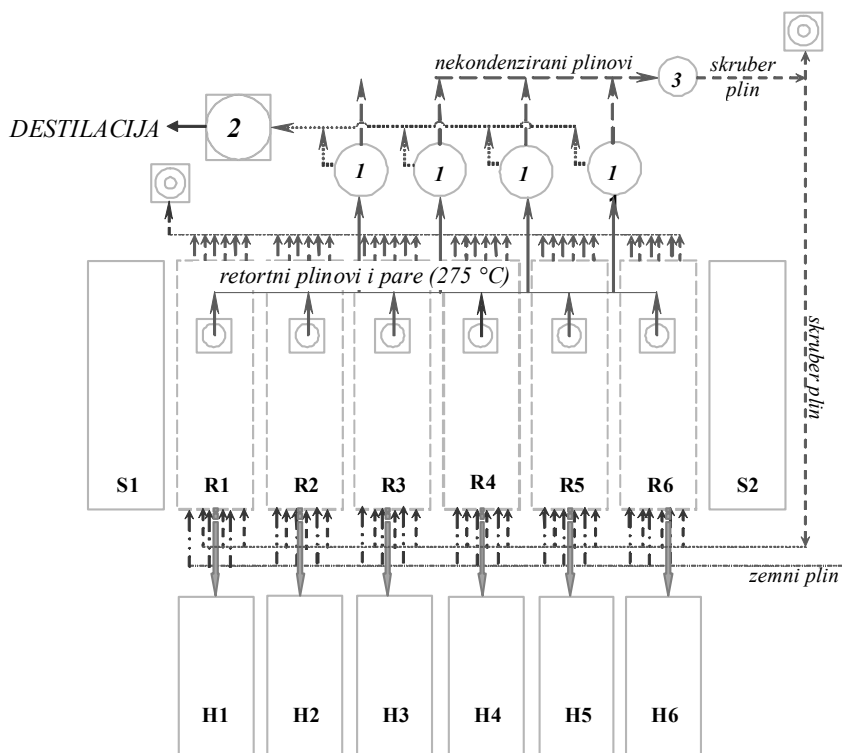 nekondenzirani plinovi
3
skruber
plin
DESTILACIJA
2
1
1
1
1
1
retortni plinovi i pare (275 °C)
skruber plin
S1
R1
R2
R3
R4
R5
R6
S2
zemni plin
H1
H2
H3
H4
H5
H6